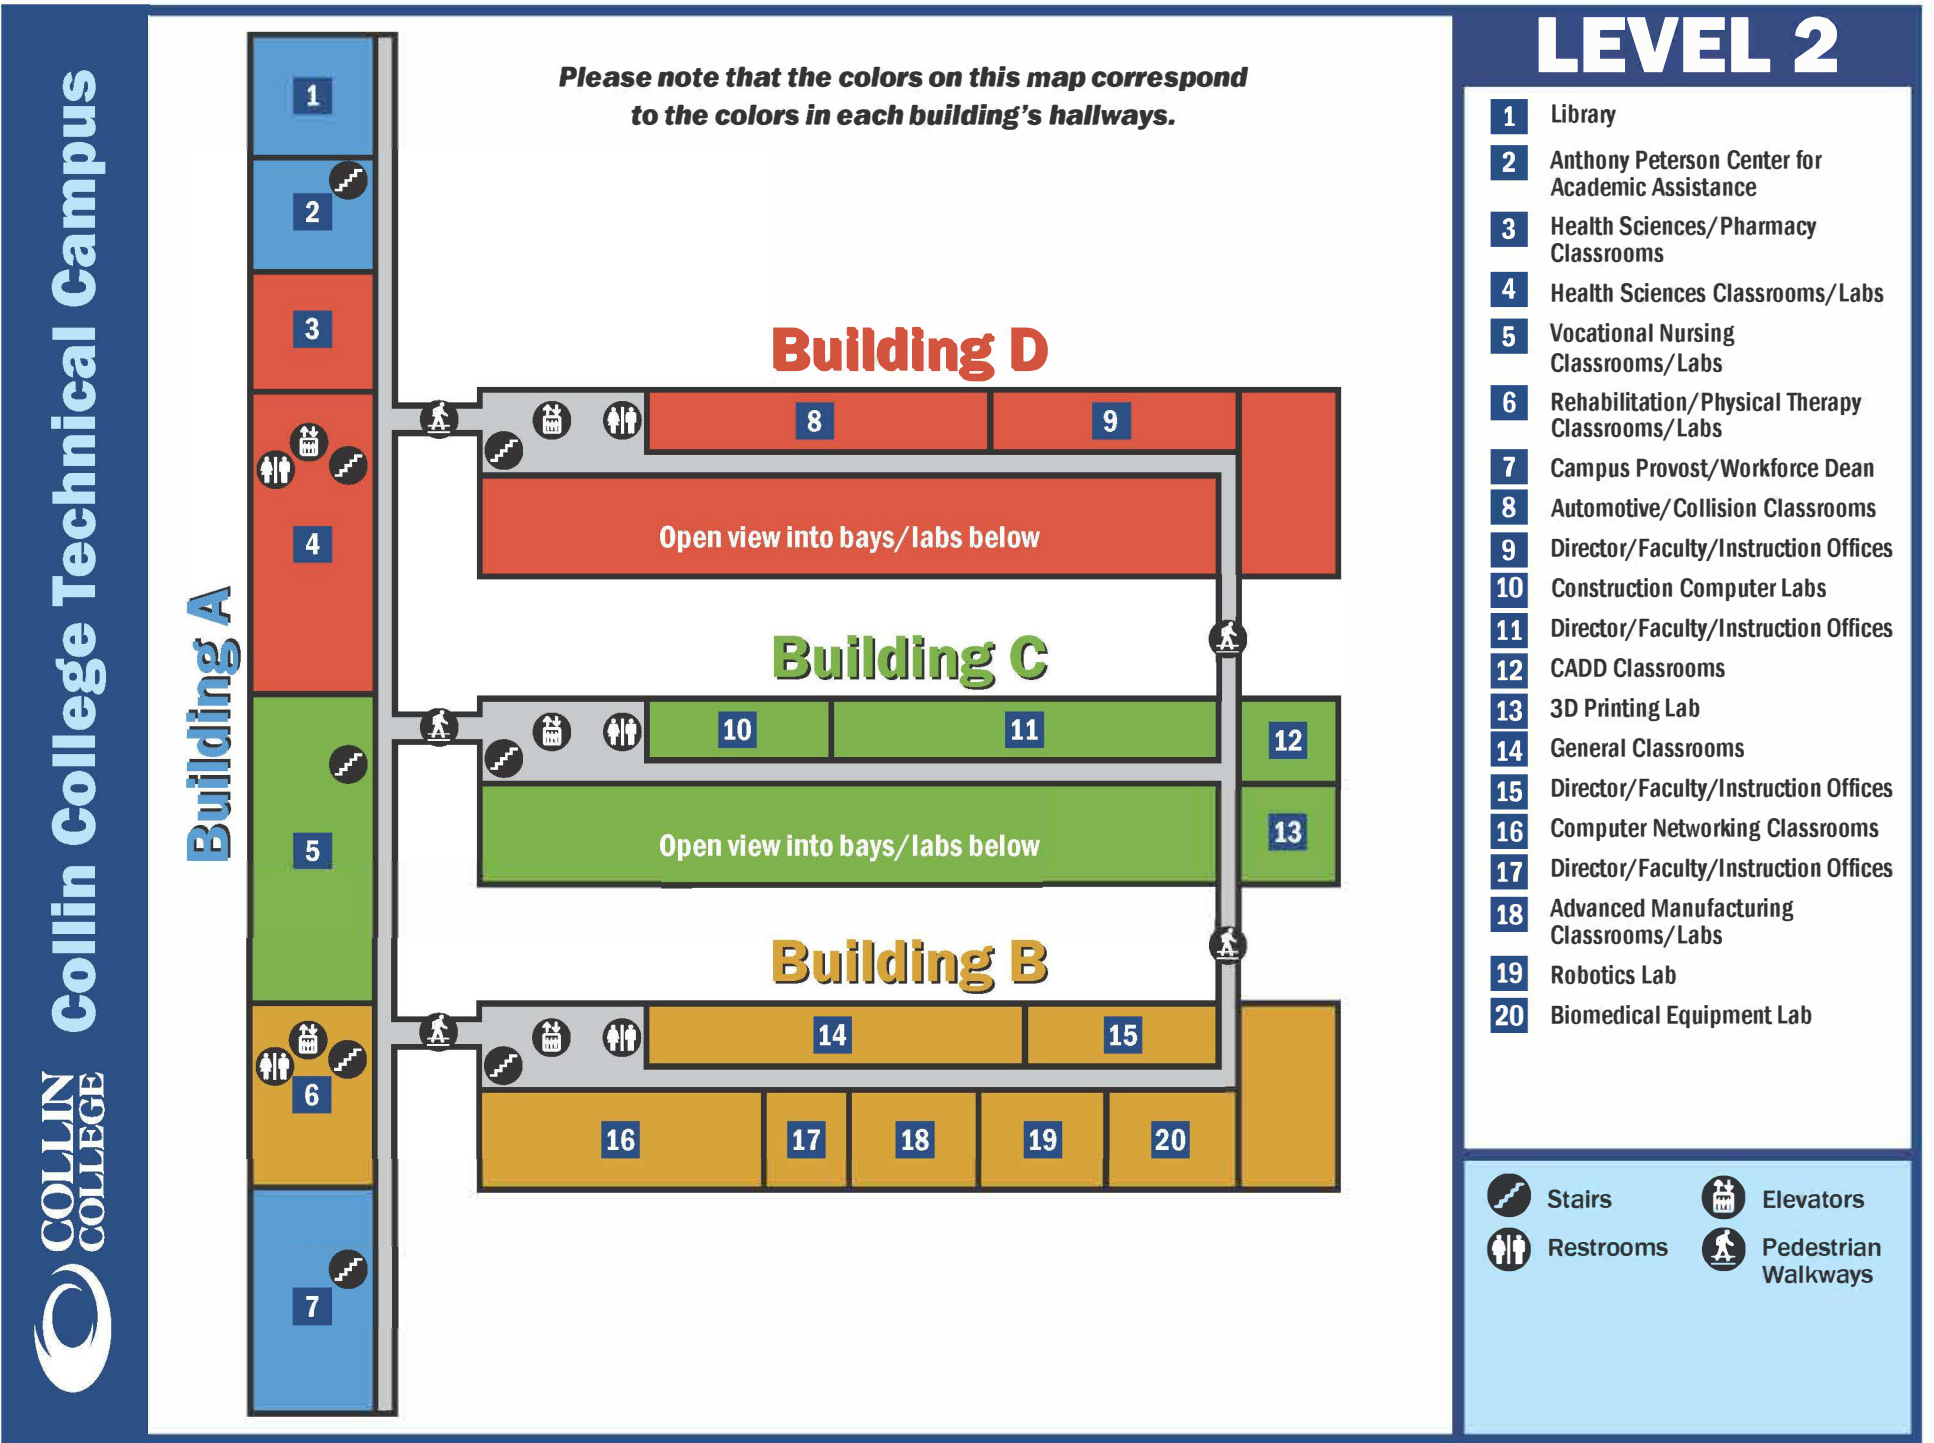 Collin College Technical Campus
COLLIN
COLLEGE
Please note that the colors on this map correspond
to the colors in each building's hallways.
Building A
1
2
3
4
5
6
7
Building D
8
9
Open view into bays/labs below
Building C
10
11
12
Open view into bays/labs below
13
Building B
14
15
16
17
18
19
20
LEVEL 2
1 Library
2 Anthony Peterson Center for
Academic Assistance
3 Health Sciences/Pharmacy
Classrooms
4 Health Sciences Classrooms/Labs
5 Vocational Nursing
Classrooms/Labs
6 Rehabilitation/Physical Therapy
Classrooms/Labs
7 Campus Provost/Workforce Dean
8 Automotive/Collision Classrooms
9 Director/Faculty/Instruction Offices
10 Construction Computer Labs
11 Director/Faculty/Instruction Offices
12 CADD Classrooms
13 3D Printing Lab
14 General Classrooms
15 Director/Faculty/Instruction Offices
16 Computer Networking Classrooms
17 Director/Faculty/Instruction Offices
18 Advanced Manufacturing
Classrooms/Labs
19 Robotics Lab
20 Biomedical Equipment Lab
Stairs
Elevators
Restrooms
Pedestrian
Walkways